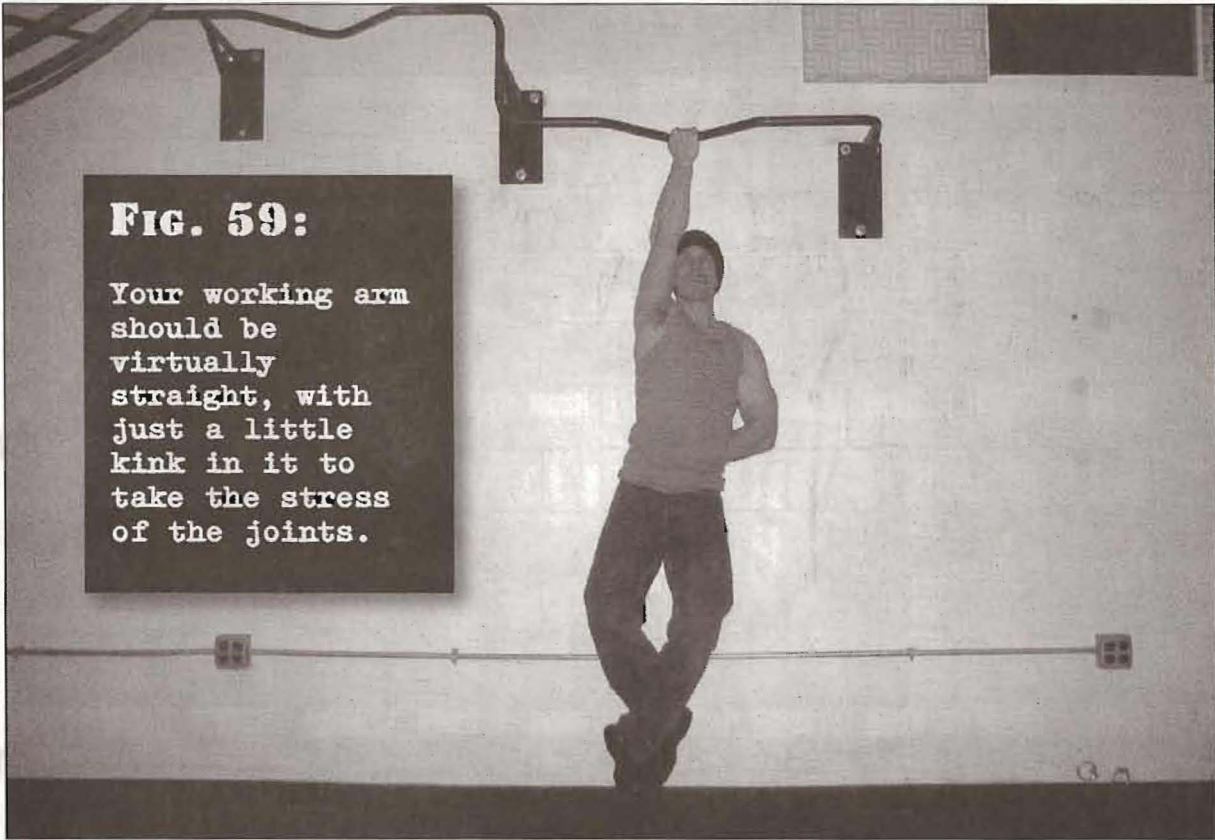 FIG. 59:
Your working arm
should be
virtually
straight, with
just a little
kink in it to
take the stress
of the joints.